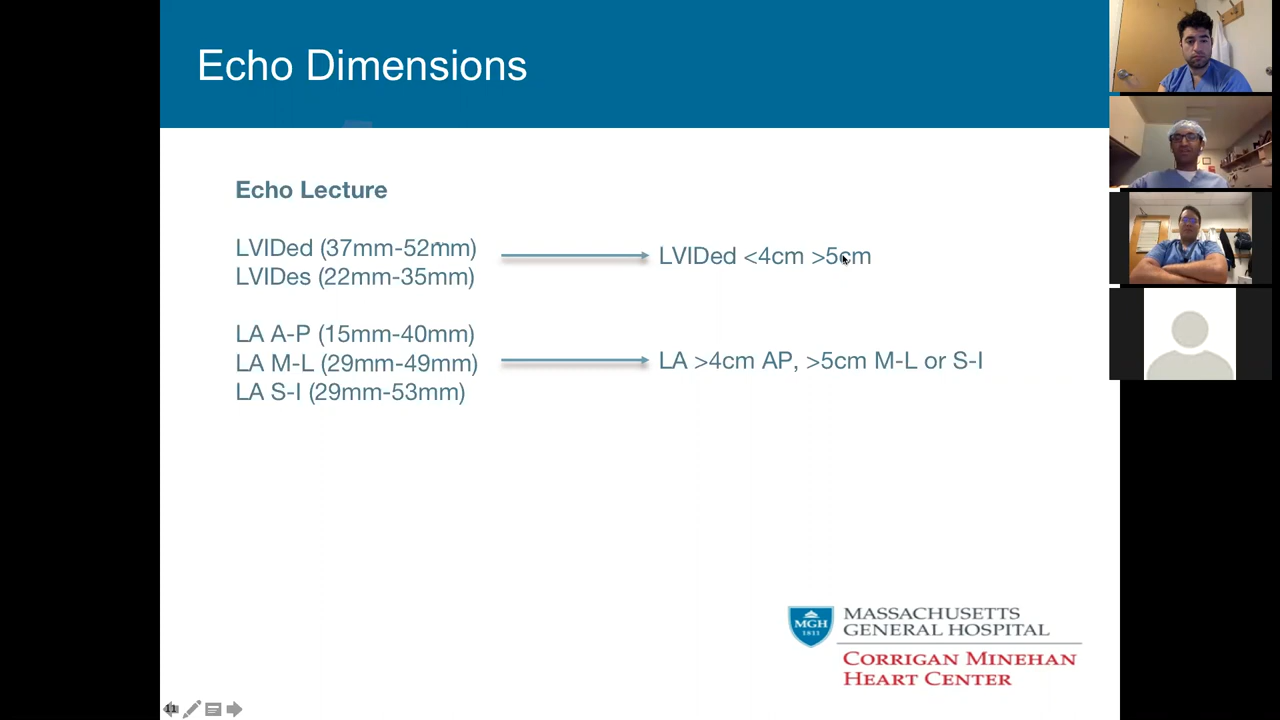 Echo Dimensions
Echo Lecture
LVIDed (37mm-52mm)
LVIDes (22mm-35mm)
LVIDed <4cm >5cm
LA A-P (15mm-40mm)
LA M-L (29mm-49mm)
LA S-I (29mm-53mm)
LA >4cm AP, >5cm M-L or S-I
MGH
1811
MASSACHUSETTS
GENERAL HOSPITAL
CORRIGAN MINEHAN
HEART CENTER
11